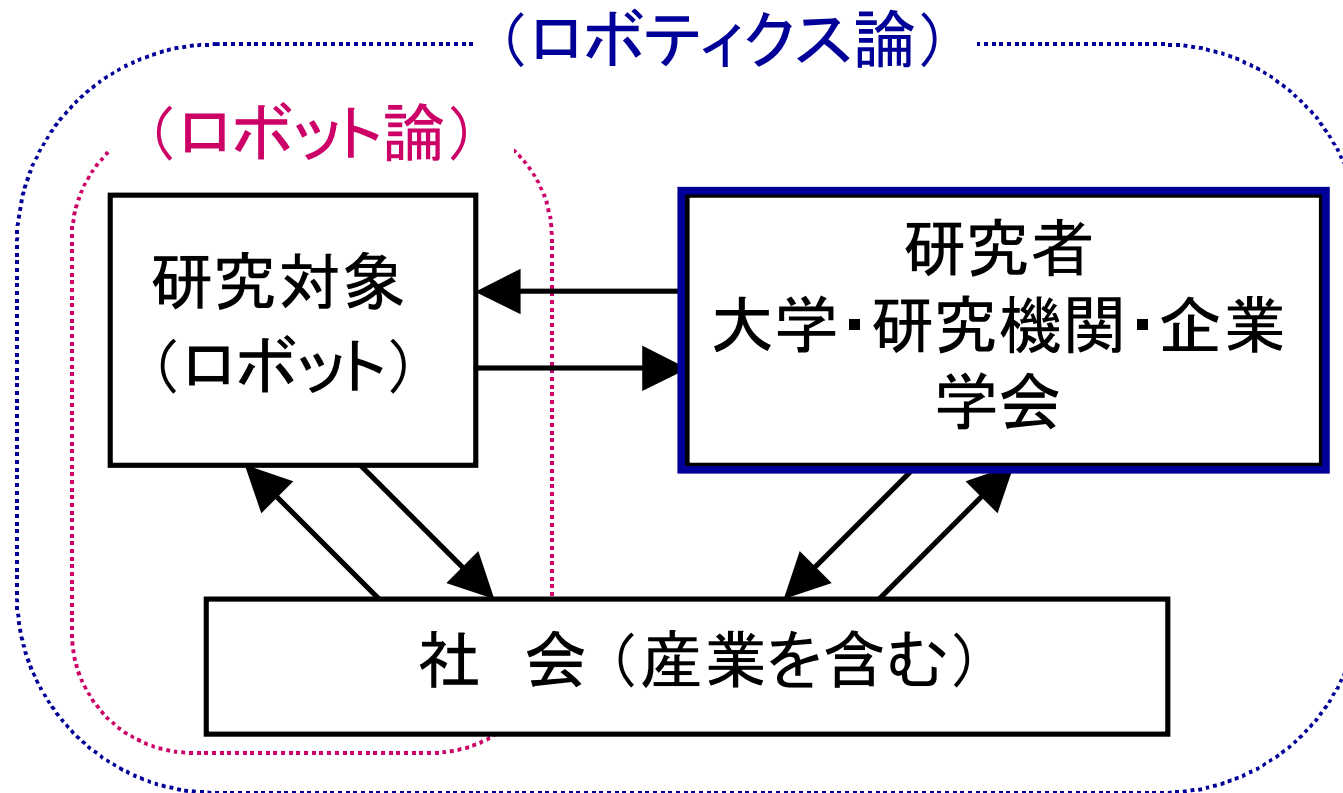 （ロボティクス論）
（ロボット論）
研究対象
（ロボット）
研究者
大学・研究機関・企業
学会
社　会（産業を含む）